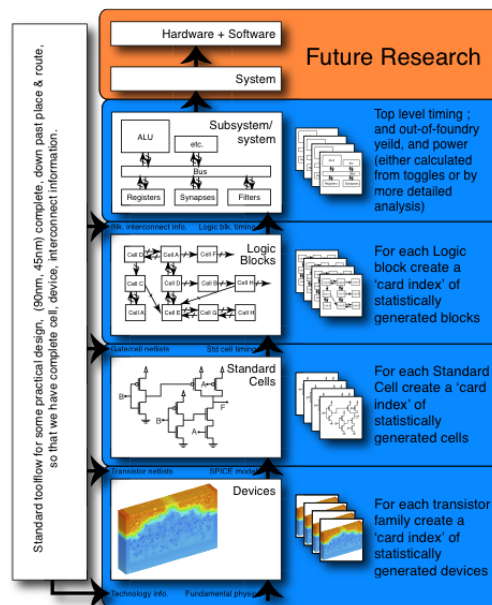 Hardware + Software
System
Future Research
Standard toolflow for some practical design, (90nm, 45nm) complete, down past place & route,
so that we have complete cell, device, interconnect information.
Subsystem/
system
ALU
etc.
Bus
Registers
Synapses
Filters
Top level timing ;
and out-of-foundry
yeild, and power
(either calculated
from toggles or by
more detailed
analysis)
Blk. interconnect info.
Logic blk. timing
Logic
Blocks
Cell D
Cell A
Cell F
Cell C
Cell D
Cell B
Cell H
Cell A
Cell E
Cell G
Cell H
For each Logic
block create a
'card index' of
statistically
generated blocks
Gate/cell netlists
Std cell timing
Standard
Cells
A
B
F
B
A
For each Standard
Cell create a 'card
index' of
statistically
generated cells
Transistor netlists
SPICE model
Devices
For each transistor
family create a
'card index' of
statistically
generated devices
Technology info.
Fundamental physic